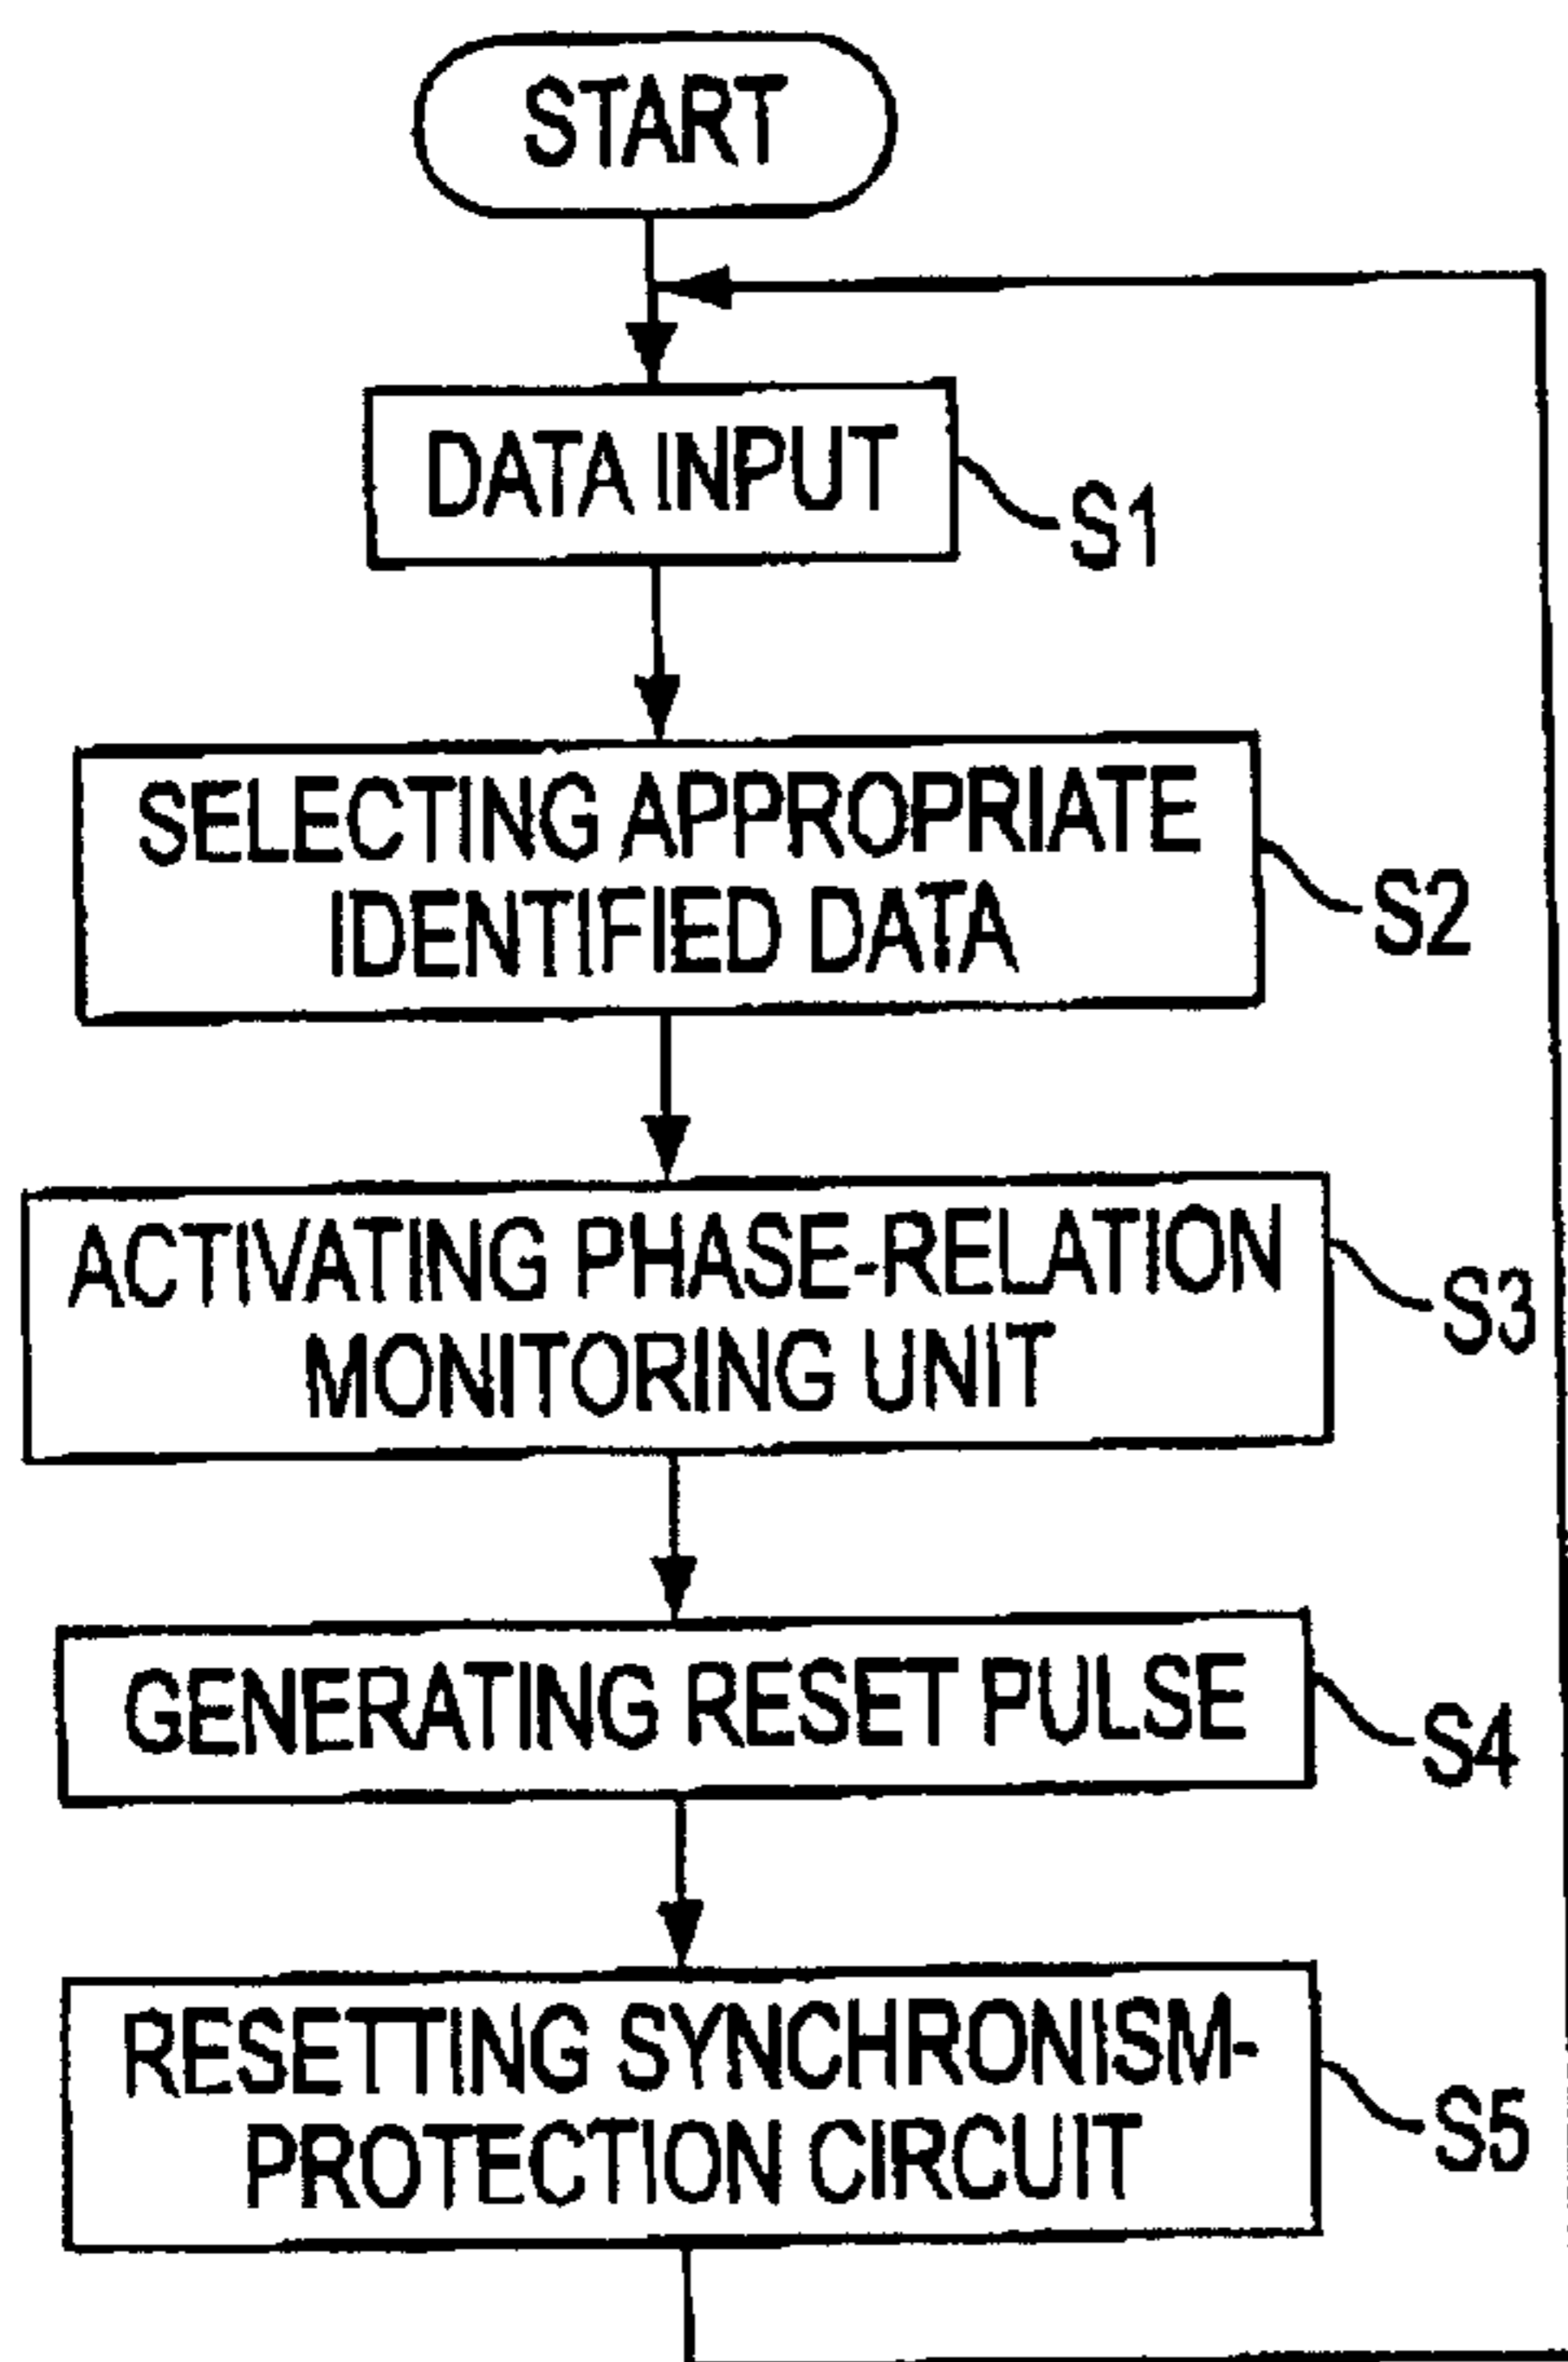 START
DATA INPUT
S1
SELECTING APPROPRIATE
IDENTIFIED DATA
S2
ACTIVATING PHASE-RELATION
MONITORING UNIT
S3
GENERATING RESET PULSE
S4
RESETTING SYNCHRONISM-
PROTECTION CIRCUIT
S5